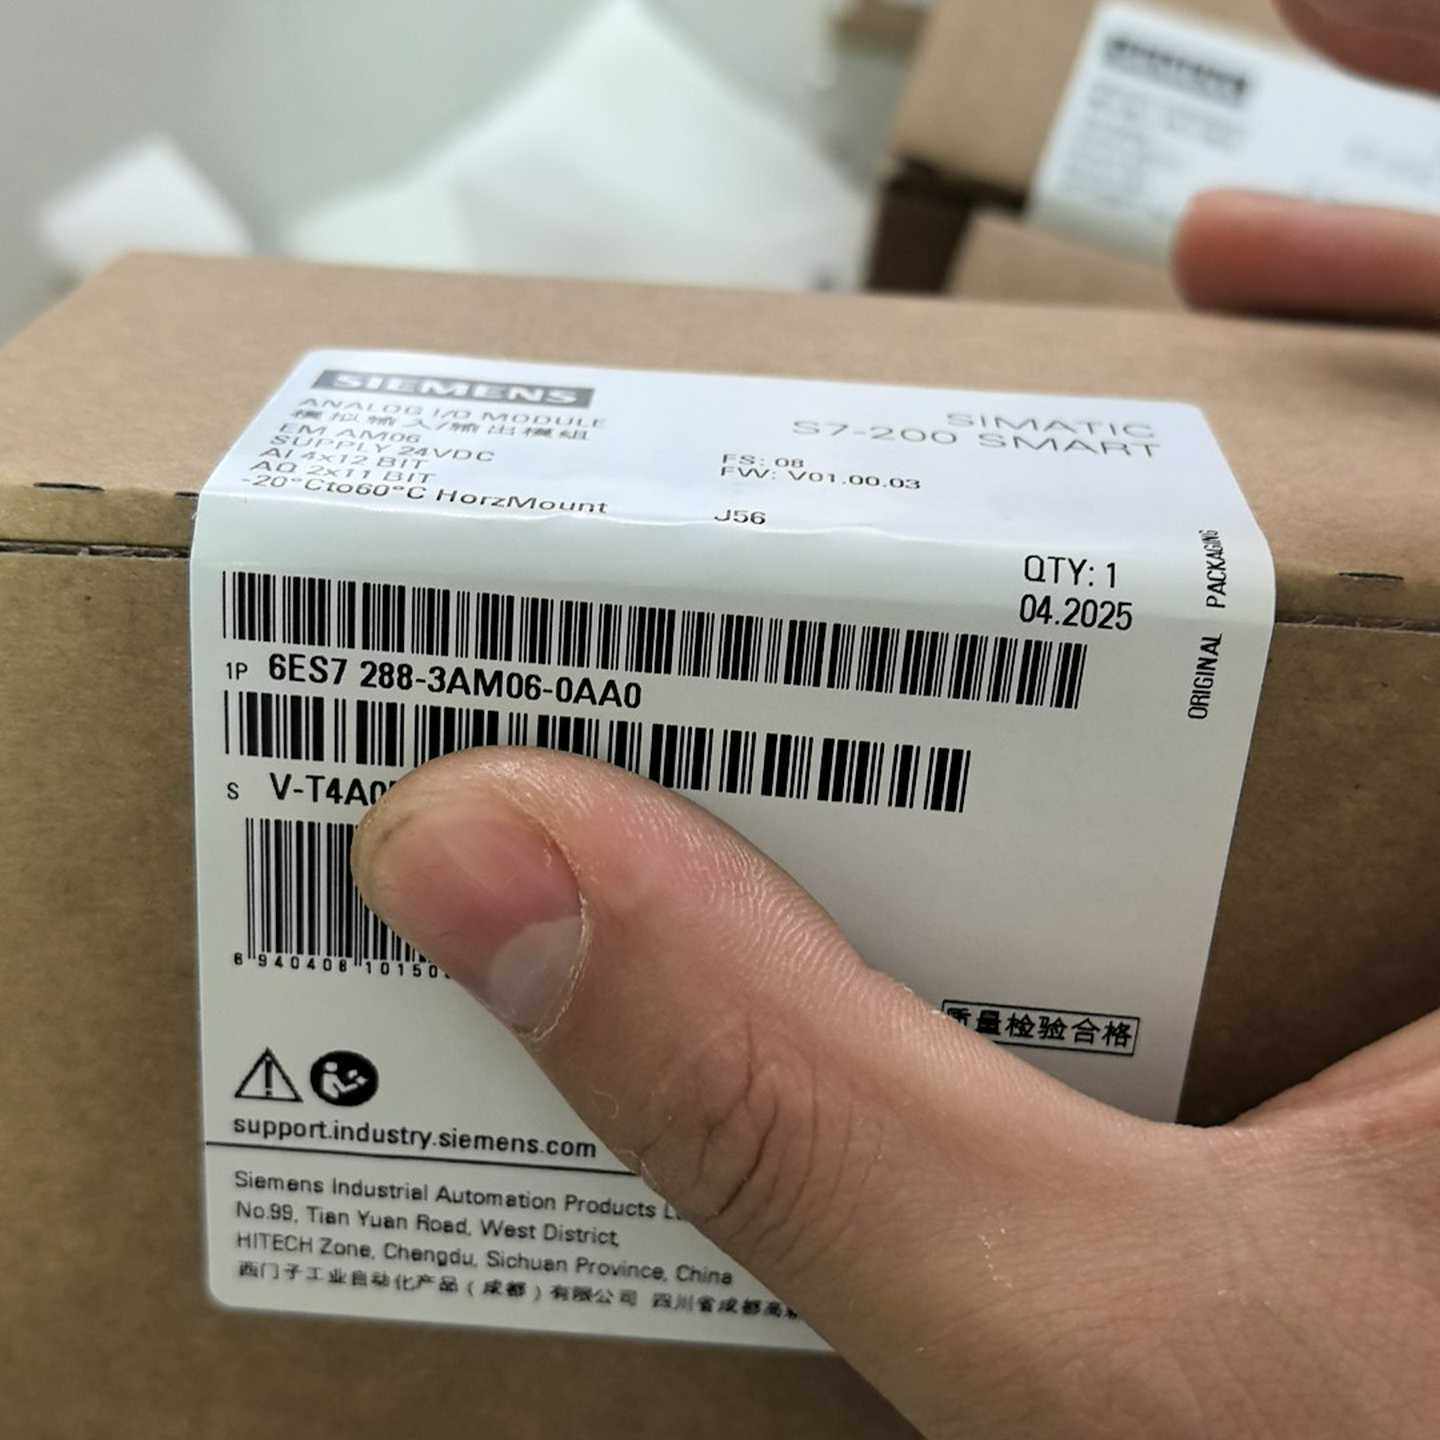 SIEMENS
ANALOG I/O MODULE
模拟输入/输出模组
EM AM06
SUPPLY 24VDC
AI 4x12 BIT
AQ 2x11 BIT
-20°Cto60°C HorzMount
SIMATIC
S7-200 SMART
FS: 08
FW: V01.00.03
J56
QTY: 1
04.2025
ORIGINAL PACKAGING
1P 6ES7 288-3AM06-0AA0
S V-T4A0
6 940408 10150
质量检验合格
support.industry.siemens.com
Siemens Industrial Automation Products
No.99, Tian Yuan Road, West District,
HITECH Zone, Chengdu, Sichuan Province, China
西门子工业自动化产品(成都)有限公司 四川省成都高